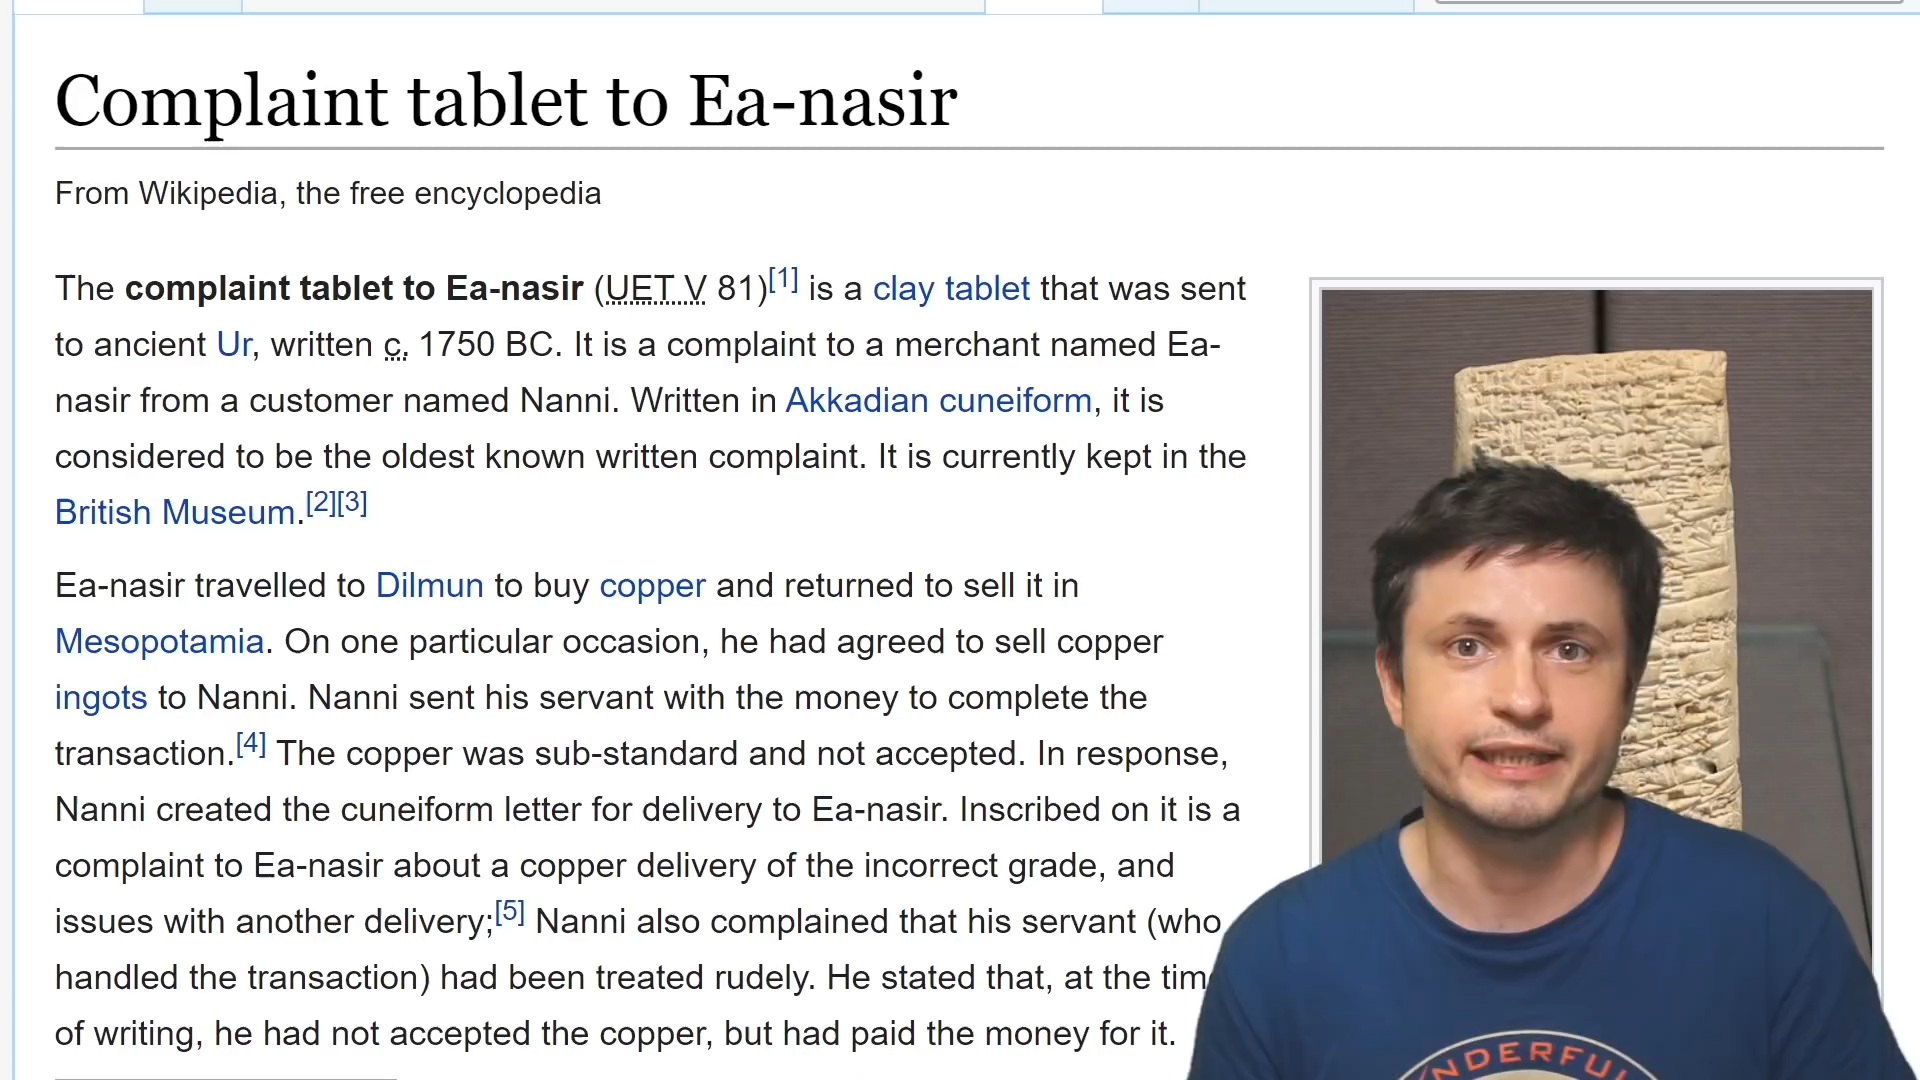 Complaint tablet to Ea-nasir
From Wikipedia, the free encyclopedia
The complaint tablet to Ea-nasir (UET V 81)[1] is a clay tablet that was sent
to ancient Ur, written c. 1750 BC. It is a complaint to a merchant named Ea-
nasir from a customer named Nanni. Written in Akkadian cuneiform, it is
considered to be the oldest known written complaint. It is currently kept in the
British Museum.[2][3]
Ea-nasir travelled to Dilmun to buy copper and returned to sell it in
Mesopotamia. On one particular occasion, he had agreed to sell copper
ingots to Nanni. Nanni sent his servant with the money to complete the
transaction.[4] The copper was sub-standard and not accepted. In response,
Nanni created the cuneiform letter for delivery to Ea-nasir. Inscribed on it is a
complaint to Ea-nasir about a copper delivery of the incorrect grade, and
issues with another delivery;[5] Nanni also complained that his servant (who
handled the transaction) had been treated rudely. He stated that, at the tim
of writing, he had not accepted the copper, but had paid the money for it.
NDERFUL